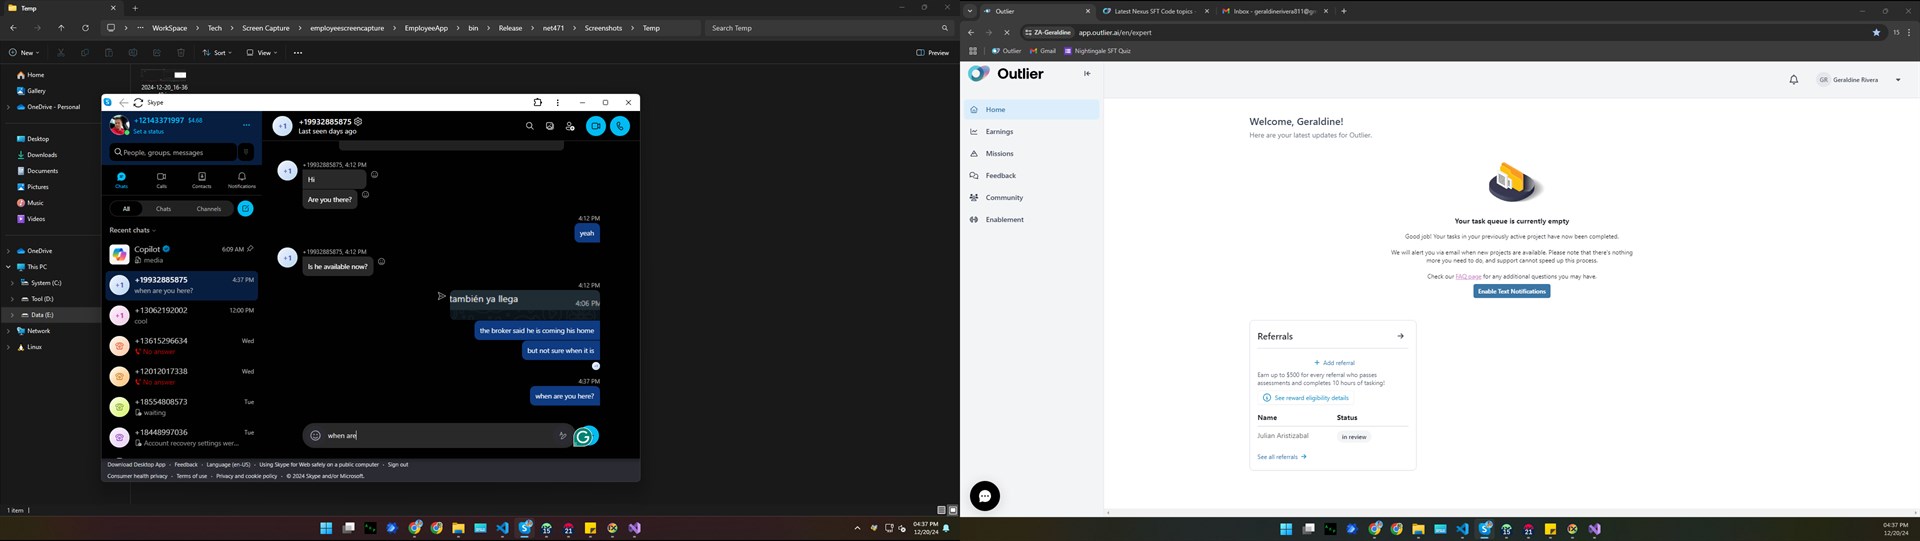 Temp
WorkSpace > Tech > Screen Capture > employeescreencapture > EmployeeApp > bin > Release > net471 > Screenshots > Temp
Search Temp
New
Sort
View
Preview
Home
Gallery
OneDrive - Personal
Desktop
Downloads
Documents
Pictures
Music
Videos
OneDrive
This PC
System (C:)
Tool (D:)
Data (E:)
Network
Linux
1 item
2024-12-20_16-36
Skype
+12143371997 $4.68
Set a status
People, groups, messages
Chats
Calls
Contacts
Notifications
All
Chats
Channels
Recent chats
Copilot
6:09 AM
media
+19932885875
4:37 PM
when are you here?
+13062192002
12:00 PM
cool
+13615296634
Wed
No answer
+12012017338
Wed
No answer
+18554808573
Tue
waiting
+18448997036
Tue
Account recovery settings wer...
+1
+19932885875
Last seen days ago
+19932885875, 4:12 PM
Hi
Are you there?
4:12 PM
yeah
+19932885875, 4:12 PM
Is he available now?
4:12 PM
también ya llega
4:06 PM
the broker said he is coming his home
but not sure when it is
4:37 PM
when are you here?
when are
Download Desktop App - Feedback - Language (en-US) - Using Skype for Web safely on a public computer - Sign out
Consumer health privacy - Terms of use - Privacy and cookie policy - © 2024 Skype and/or Microsoft.
04:37 PM
12/20/24
Outlier
Latest Nexus SFT Code topics -
Inbox - geraldinerivera811@g
ZA-Geraldine
app.outlier.ai/en/expert
15
Outlier
Gmail
Nightingale SFT Quiz
Outlier
GR
Geraldine Rivera
Home
Earnings
Missions
Feedback
Community
Enablement
Welcome, Geraldine!
Here are your latest updates for Outlier.
Your task queue is currently empty
Good job! Your tasks in your previously active project have now been completed.
We will alert you via email when new projects are available. Please note that there's nothing
more you need to do, and support cannot speed up this process.
Check our FAQ page for any additional questions you may have.
Enable Text Notifications
Referrals
+ Add referral
Earn up to $500 for every referral who passes
assessments and completes 10 hours of tasking!
See reward eligibility details
Name
Status
Julian Aristizabal
in review
See all referrals
04:37 PM
12/20/24